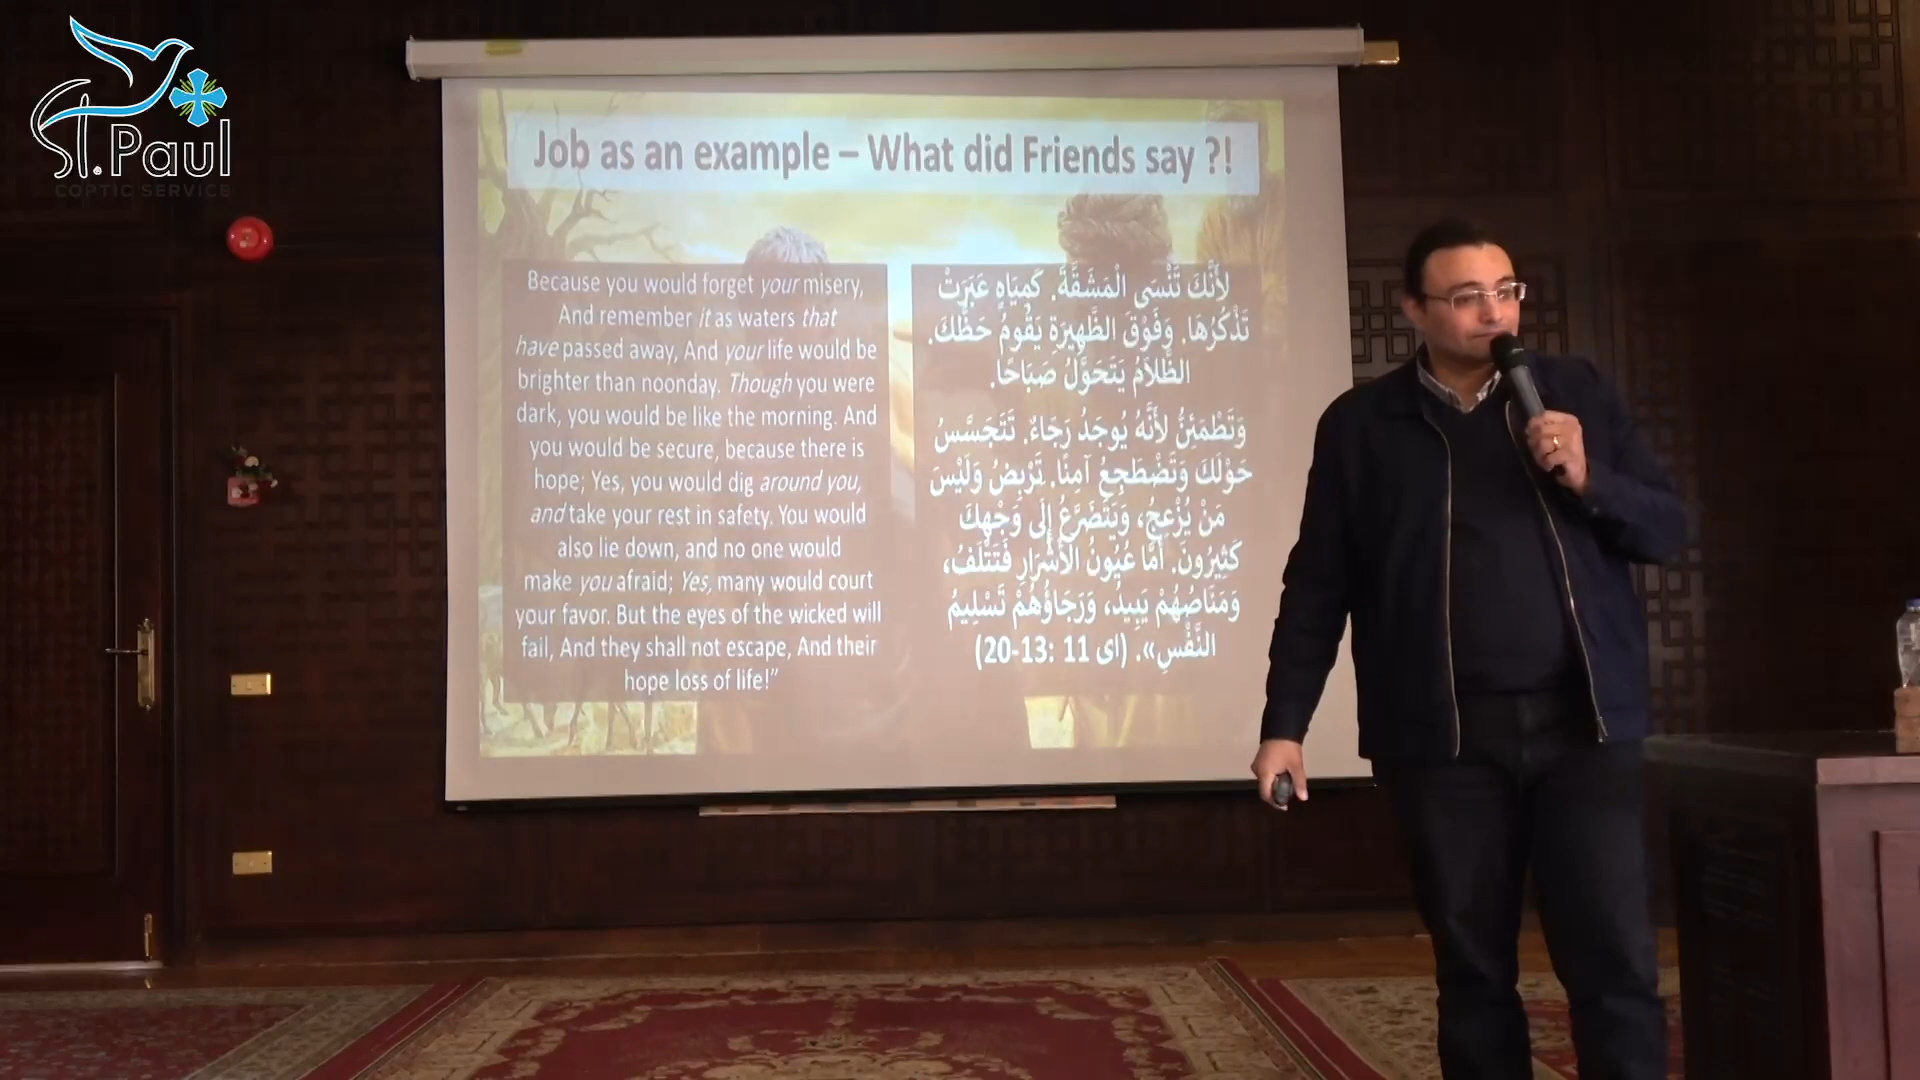 St.Paul
COPTIC SERVICE
Job as an example – What did Friends say ?!
Because you would forget your misery,
And remember it as waters that
have passed away, And your life would be
brighter than noonday. Though you were
dark, you would be like the morning. And
you would be secure, because there is
hope; Yes, you would dig around you,
and take your rest in safety. You would
also lie down, and no one would
make you afraid; Yes, many would court
your favor. But the eyes of the wicked will
fail, And they shall not escape, And their
hope loss of life!”
لأَنَّكَ تَنْسَى الْمَشَقَّةَ. كَمِيَاهٍ عَبَرَتْ
تَذْكُرُهَا. وَفَوْقَ الظَّهِيرَةِ يَقُومُ حَظُّكَ.
الظَّلاَمُ يَتَحَوَّلُ صَبَاحًا.
وَتَطْمَئِنُّ لأَنَّهُ يُوجَدُ رَجَاءٌ. تَتَجَسَّسُ
حَوْلَكَ وَتَضْطَجِعُ آمِنًا. تَرْبِضُ وَلَيْسَ
مَنْ يُزْعِجُ، وَيَتَضَرَّعُ إِلَى وَجْهِكَ
كَثِيرُونَ. أَمَّا عُيُونُ الأَشْرَارِ فَتَتْلَفُ،
وَمَنَاصُهُمْ يَبِيدُ، وَرَجَاؤُهُمْ تَسْلِيمُ
النَّفْسِ». (اى 11 :13-20)